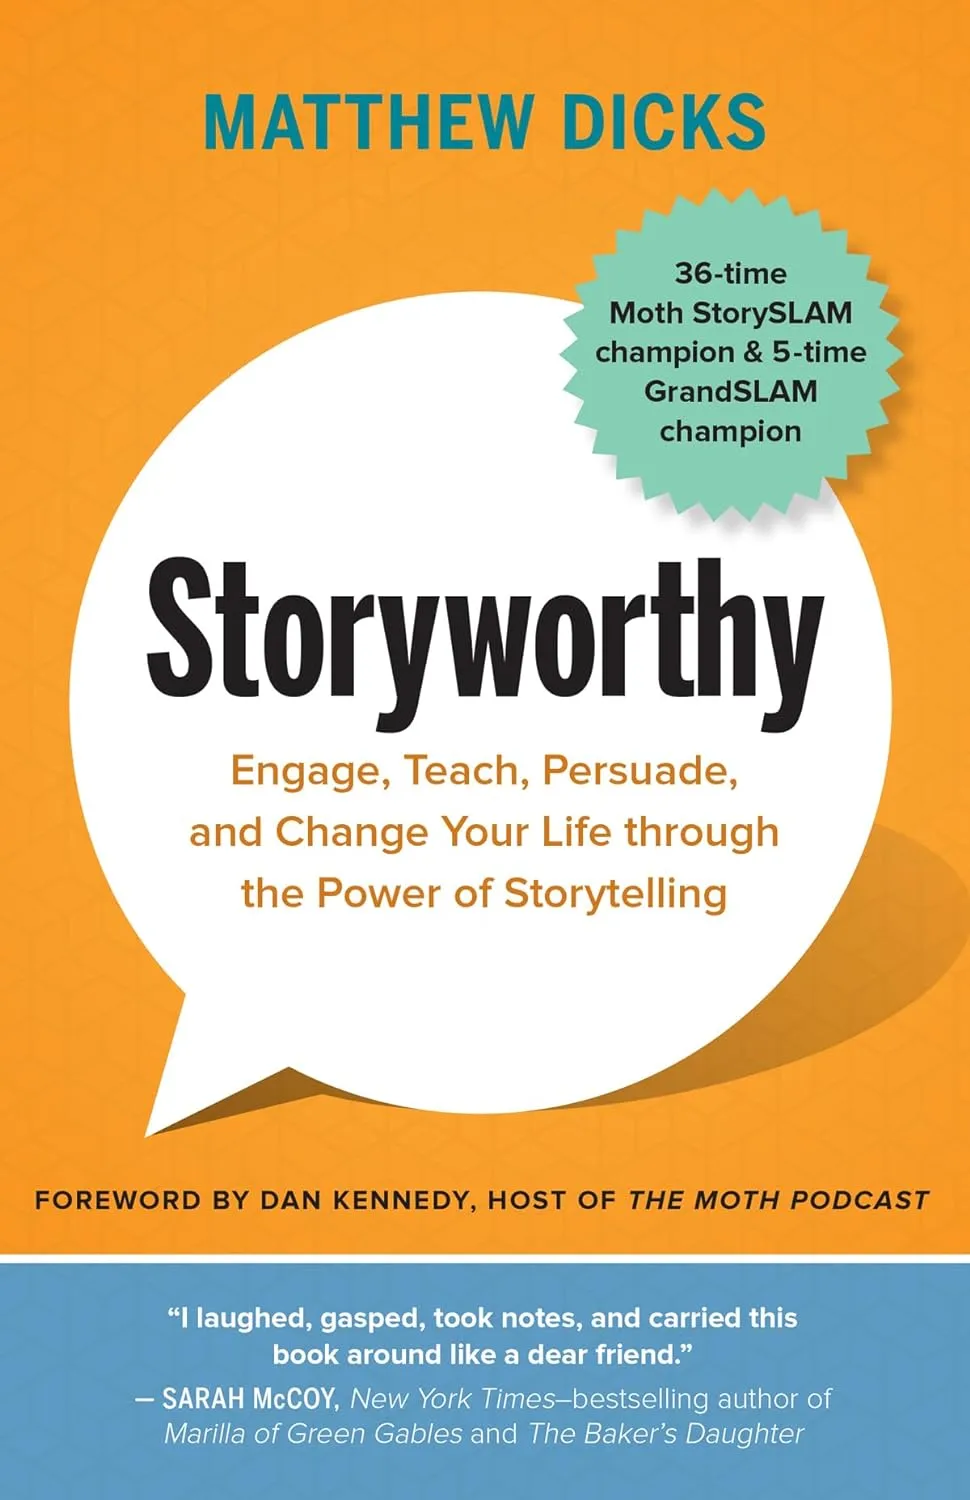 MATTHEW DICKS
36-time
Moth StorySLAM
champion & 5-time
GrandSLAM
champion
Storyworthy
Engage, Teach, Persuade,
and Change Your Life through
the Power of Storytelling
FOREWORD BY DAN KENNEDY, HOST OF THE MOTH PODCAST
“I laughed, gasped, took notes, and carried this
book around like a dear friend.”
— SARAH McCOY, New York Times–bestselling author of
Marilla of Green Gables and The Baker’s Daughter